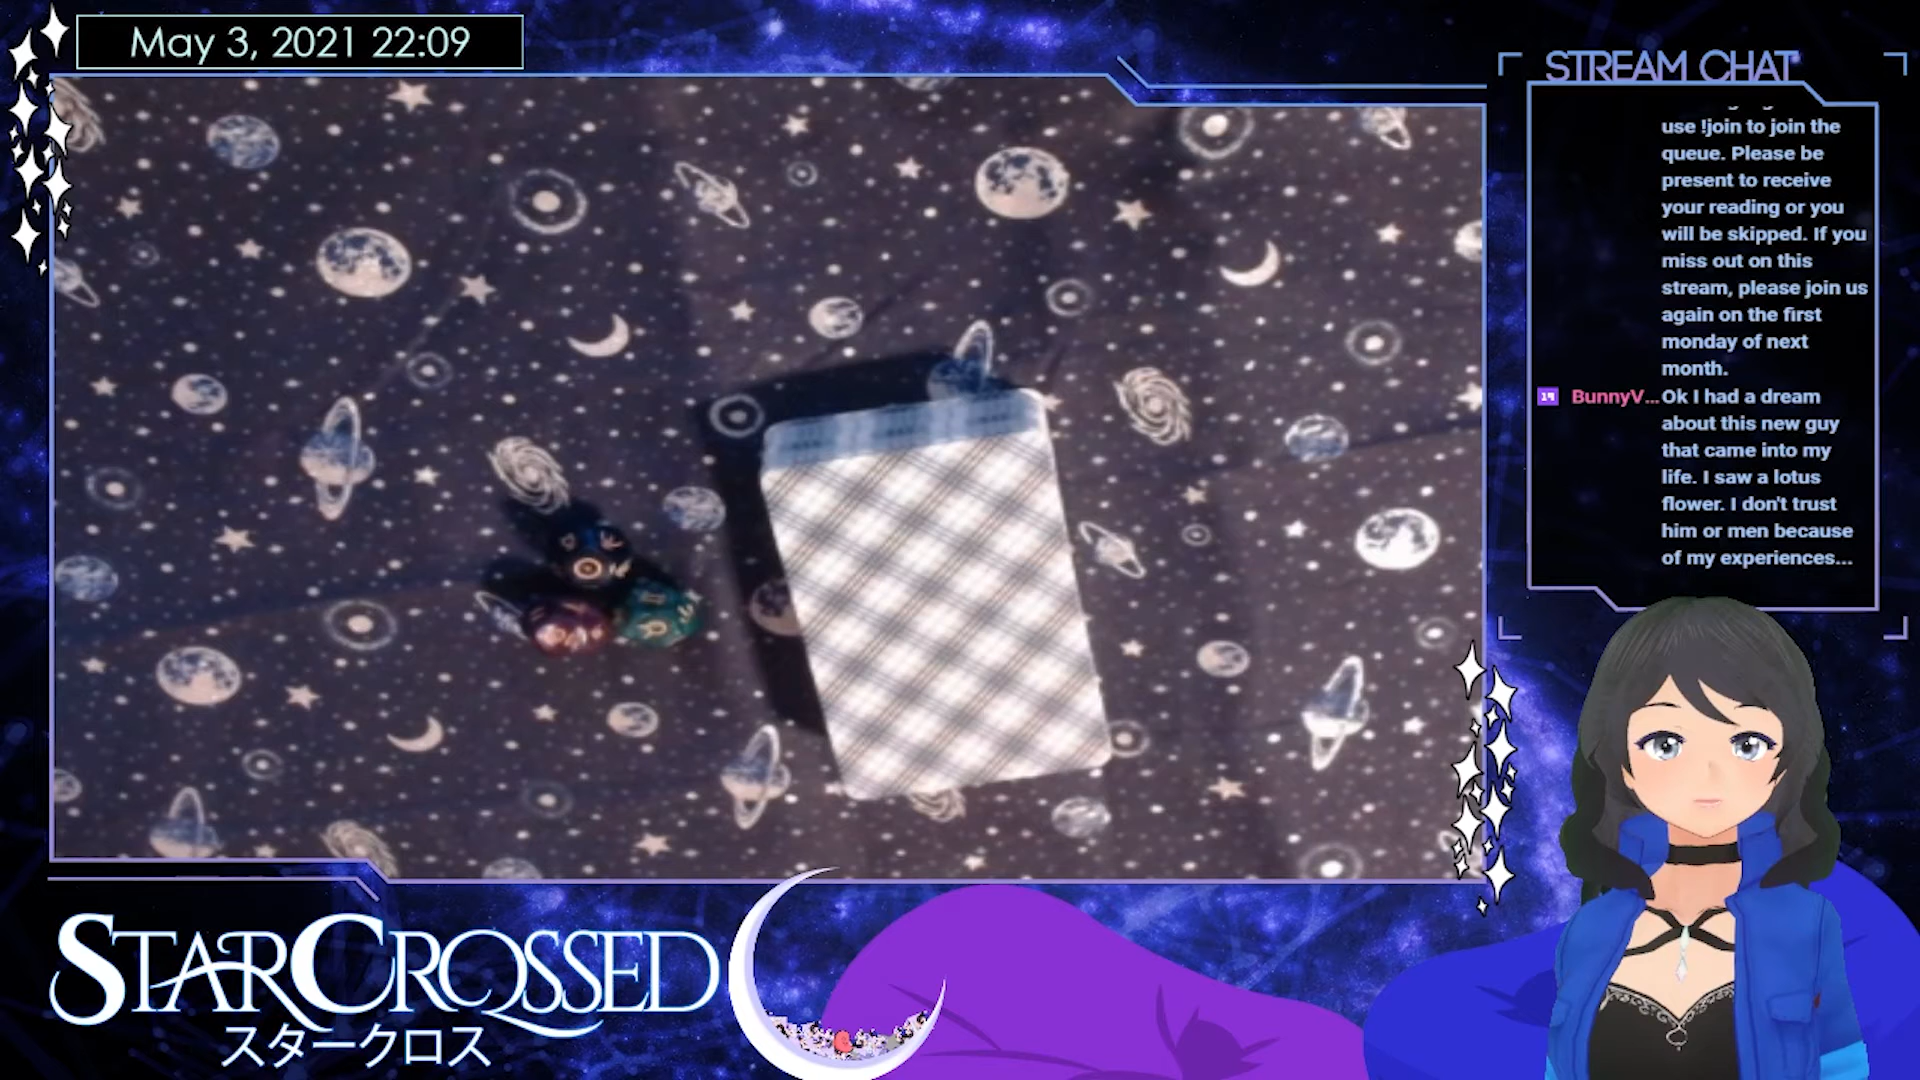 May 3, 2021 22:09
STREAM CHAT
use !join to join the
queue. Please be
present to receive
your reading or you
will be skipped. If you
miss out on this
stream, please join us
again on the first
monday of next
month.
BunnyV... Ok I had a dream
about this new guy
that came into my
life. I saw a lotus
flower. I don't trust
him or men because
of my experiences...
STARCROSSED
スタークロス